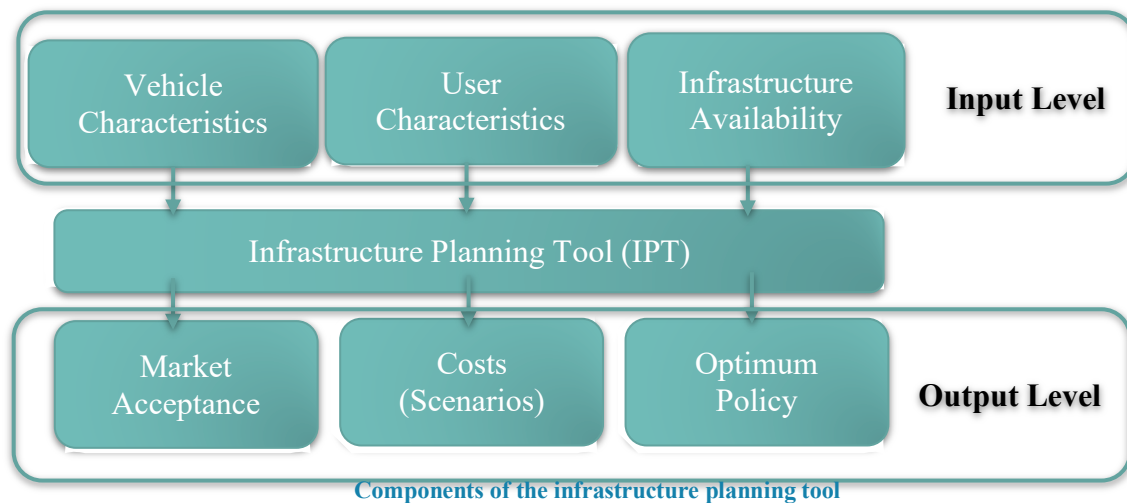 Vehicle
Characteristics
User
Characteristics
Infrastructure
Availability
Input Level
Infrastructure Planning Tool (IPT)
Market
Acceptance
Costs
(Scenarios)
Optimum
Policy
Output Level
Components of the infrastructure planning tool